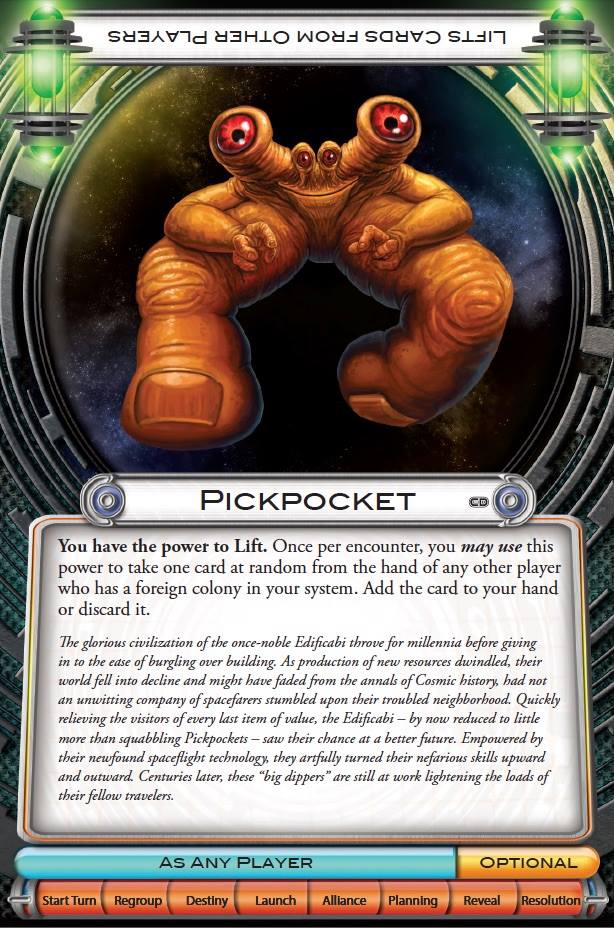 Lifts Cards from Other Players
Pickpocket
You have the power to Lift. Once per encounter, you may use this
power to take one card at random from the hand of any other player
who has a foreign colony in your system. Add the card to your hand
or discard it.
The glorious civilization of the once-noble Edificabi throve for millennia before giving
in to the ease of burgling over building. As production of new resources dwindled, their
world fell into decline and might have faded from the annals of Cosmic history, had not
an unwitting company of spacefarers stumbled upon their troubled neighborhood. Quickly
relieving the visitors of every last item of value, the Edificabi – by now reduced to little
more than squabbling Pickpockets – saw their chance at a better future. Empowered by
their newfound spaceflight technology, they artfully turned their nefarious skills upward
and outward. Centuries later, these “big dippers” are still at work lightening the loads of
their fellow travelers.
As Any Player Optional
Start Turn Regroup Destiny Launch Alliance Planning Reveal Resolution